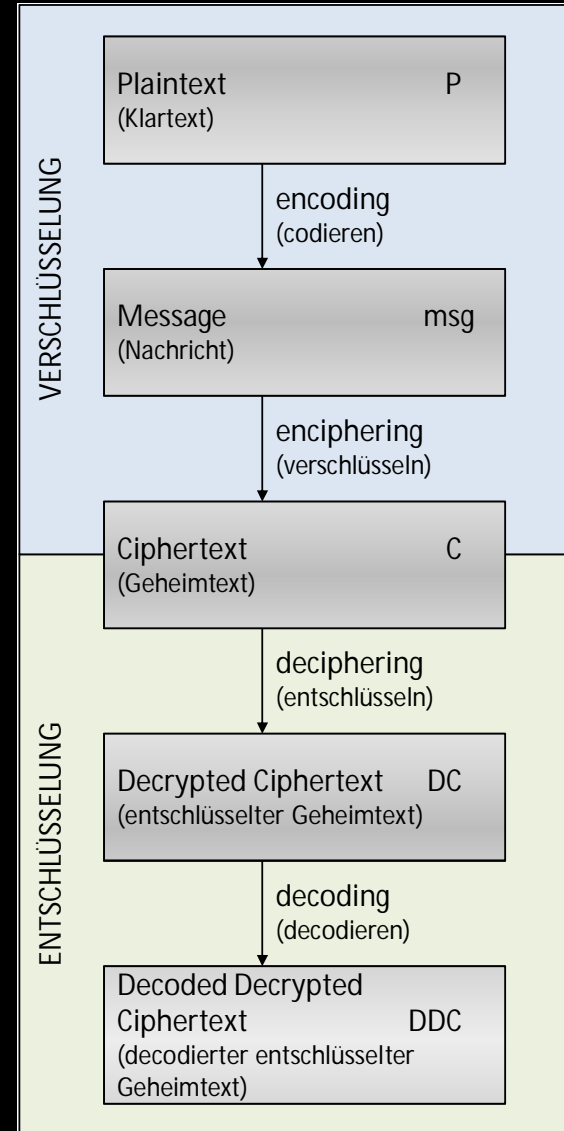 VERSCHLÜSSELUNG
Plaintext P
(Klartext)
encoding
(codieren)
Message msg
(Nachricht)
enciphering
(verschlüsseln)
Ciphertext C
(Geheimtext)
ENTSCHLÜSSELUNG
deciphering
(entschlüsseln)
Decrypted Ciphertext DC
(entschlüsselter Geheimtext)
decoding
(decodieren)
Decoded Decrypted
Ciphertext DDC
(decodierter entschlüsselter
Geheimtext)